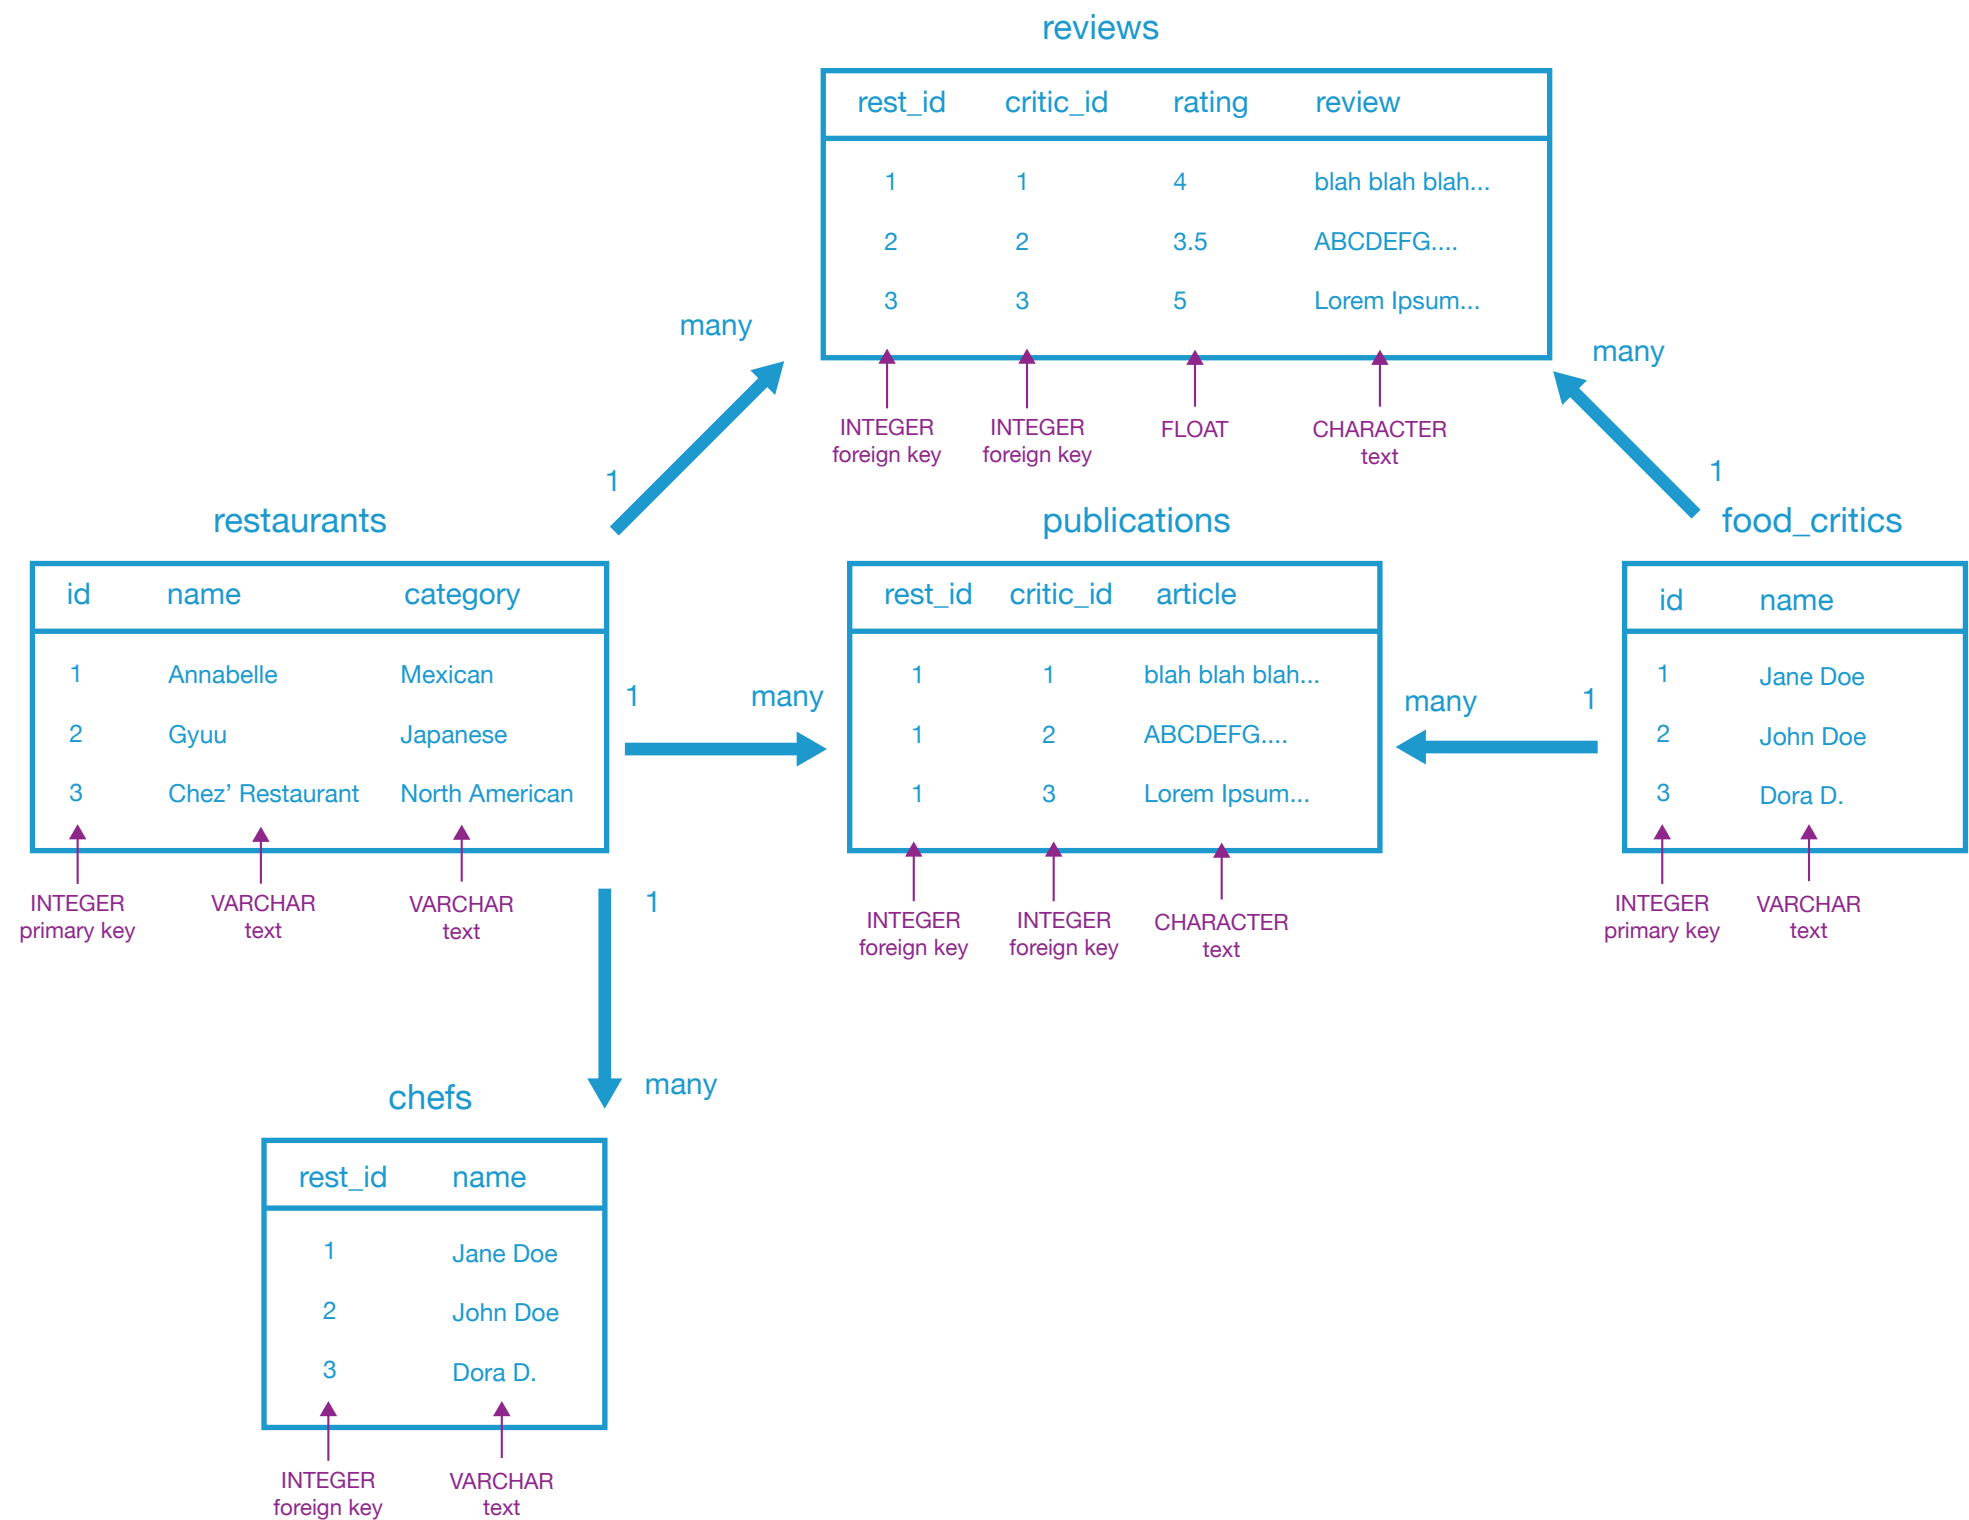 reviews
rest_id critic_id rating review
1 1 4 blah blah blah...
2 2 3.5 ABCDEFG....
3 3 5 Lorem Ipsum...
many
many
INTEGER
foreign key
INTEGER
foreign key
FLOAT
CHARACTER
text
1
1
restaurants
id name category
1 Annabelle Mexican
2 Gyuu Japanese
3 Chez’ Restaurant North American
INTEGER
primary key
VARCHAR
text
VARCHAR
text
1 many
publications
rest_id critic_id article
1 1 blah blah blah...
1 2 ABCDEFG....
1 3 Lorem Ipsum...
INTEGER
foreign key
INTEGER
foreign key
CHARACTER
text
many 1
food_critics
id name
1 Jane Doe
2 John Doe
3 Dora D.
INTEGER
primary key
VARCHAR
text
1
many
chefs
rest_id name
1 Jane Doe
2 John Doe
3 Dora D.
INTEGER
foreign key
VARCHAR
text